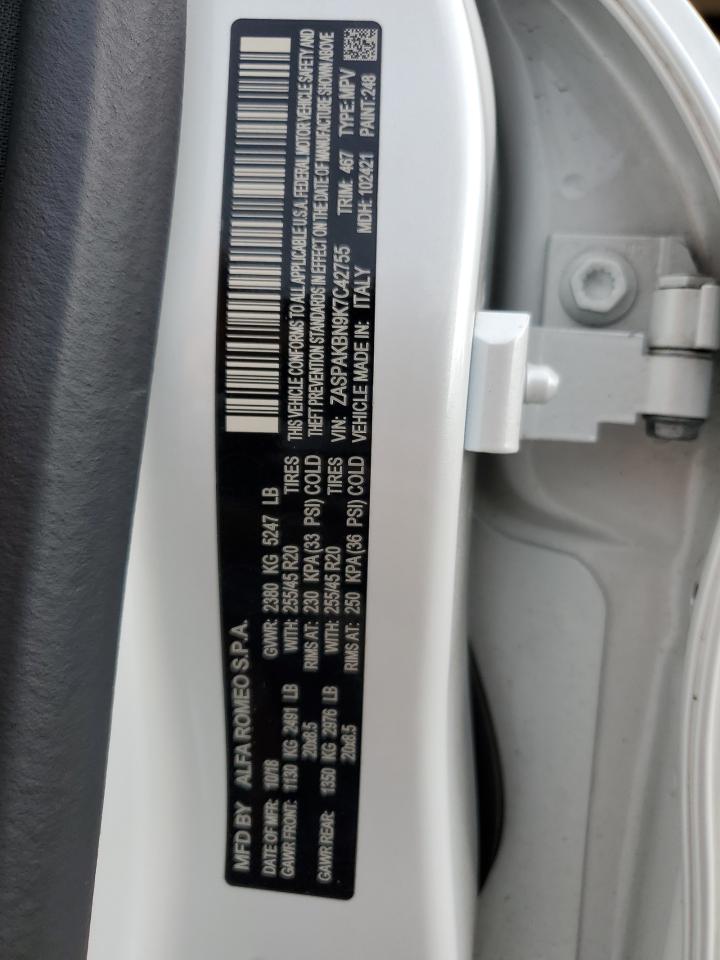 MFD BY ALFA ROMEO S.P.A.
DATE OF MFR: 10/18 GVWR: 2380 KG 5247 LB
GAWR FRONT: 1130 KG 2491 LB WITH: 255/45 R20 TIRES
20x8.5 RIMS AT: 230 KPA(33 PSI) COLD
GAWR REAR: 1350 KG 2976 LB WITH: 255/45 R20 TIRES
20x8.5 RIMS AT: 250 KPA(36 PSI) COLD
THIS VEHICLE CONFORMS TO ALL APPLICABLE U.S.A. FEDERAL MOTOR VEHICLE SAFETY AND
THEFT PREVENTION STANDARDS IN EFFECT ON THE DATE OF MANUFACTURE SHOWN ABOVE
VIN: ZASPAKBN9K7C42755 TRIM: 467 TYPE:MPV
VEHICLE MADE IN: ITALY MDH: 102421 PAINT:248